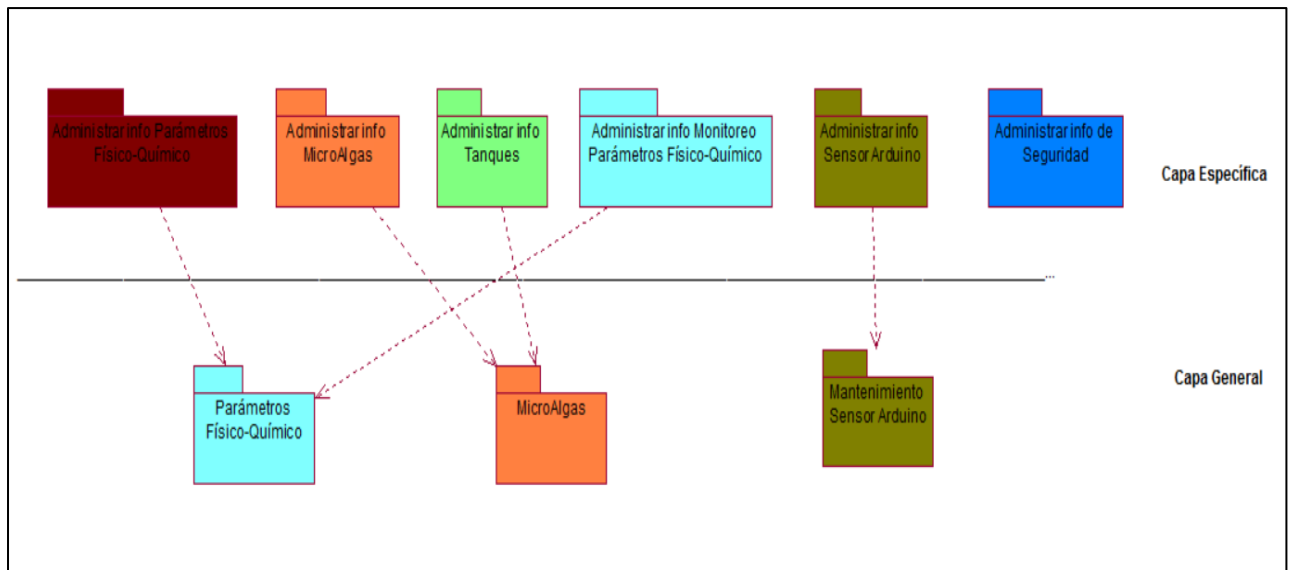 Administrar info Parámetros
Físico-Químico
Administrar info
MicroAlgas
Administrar info
Tanques
Administrar info Monitoreo
Parámetros Físico-Químico
Administrar info
Sensor Arduino
Administrar info de
Seguridad
Capa Específica
...
Parámetros
Físico-Químico
MicroAlgas
Mantenimiento
Sensor Arduino
Capa General